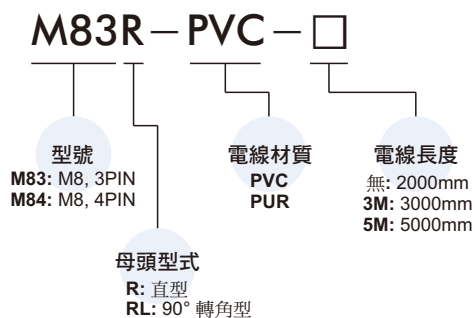 M83R－PVC－□
型號
M83: M8, 3PIN
M84: M8, 4PIN
母頭型式
R: 直型
RL: 90° 轉角型
電線材質
PVC
PUR
電線長度
無: 2000mm
3M: 3000mm
5M: 5000mm